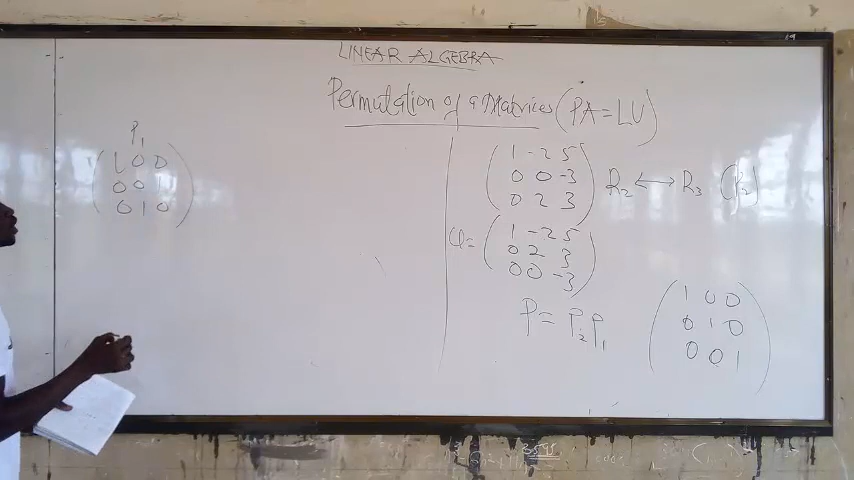 LINEAR ALGEBRA
Permutation of a Matrices (PA = LU)
P1
1 0 0
0 0 1
0 1 0
1 -2 5
0 0 -3
0 2 3
R2 ↔ R3 (P2)
U =
1 -2 5
0 2 3
0 0 -3
P = P2 P1
1 0 0
0 1 0
0 0 1